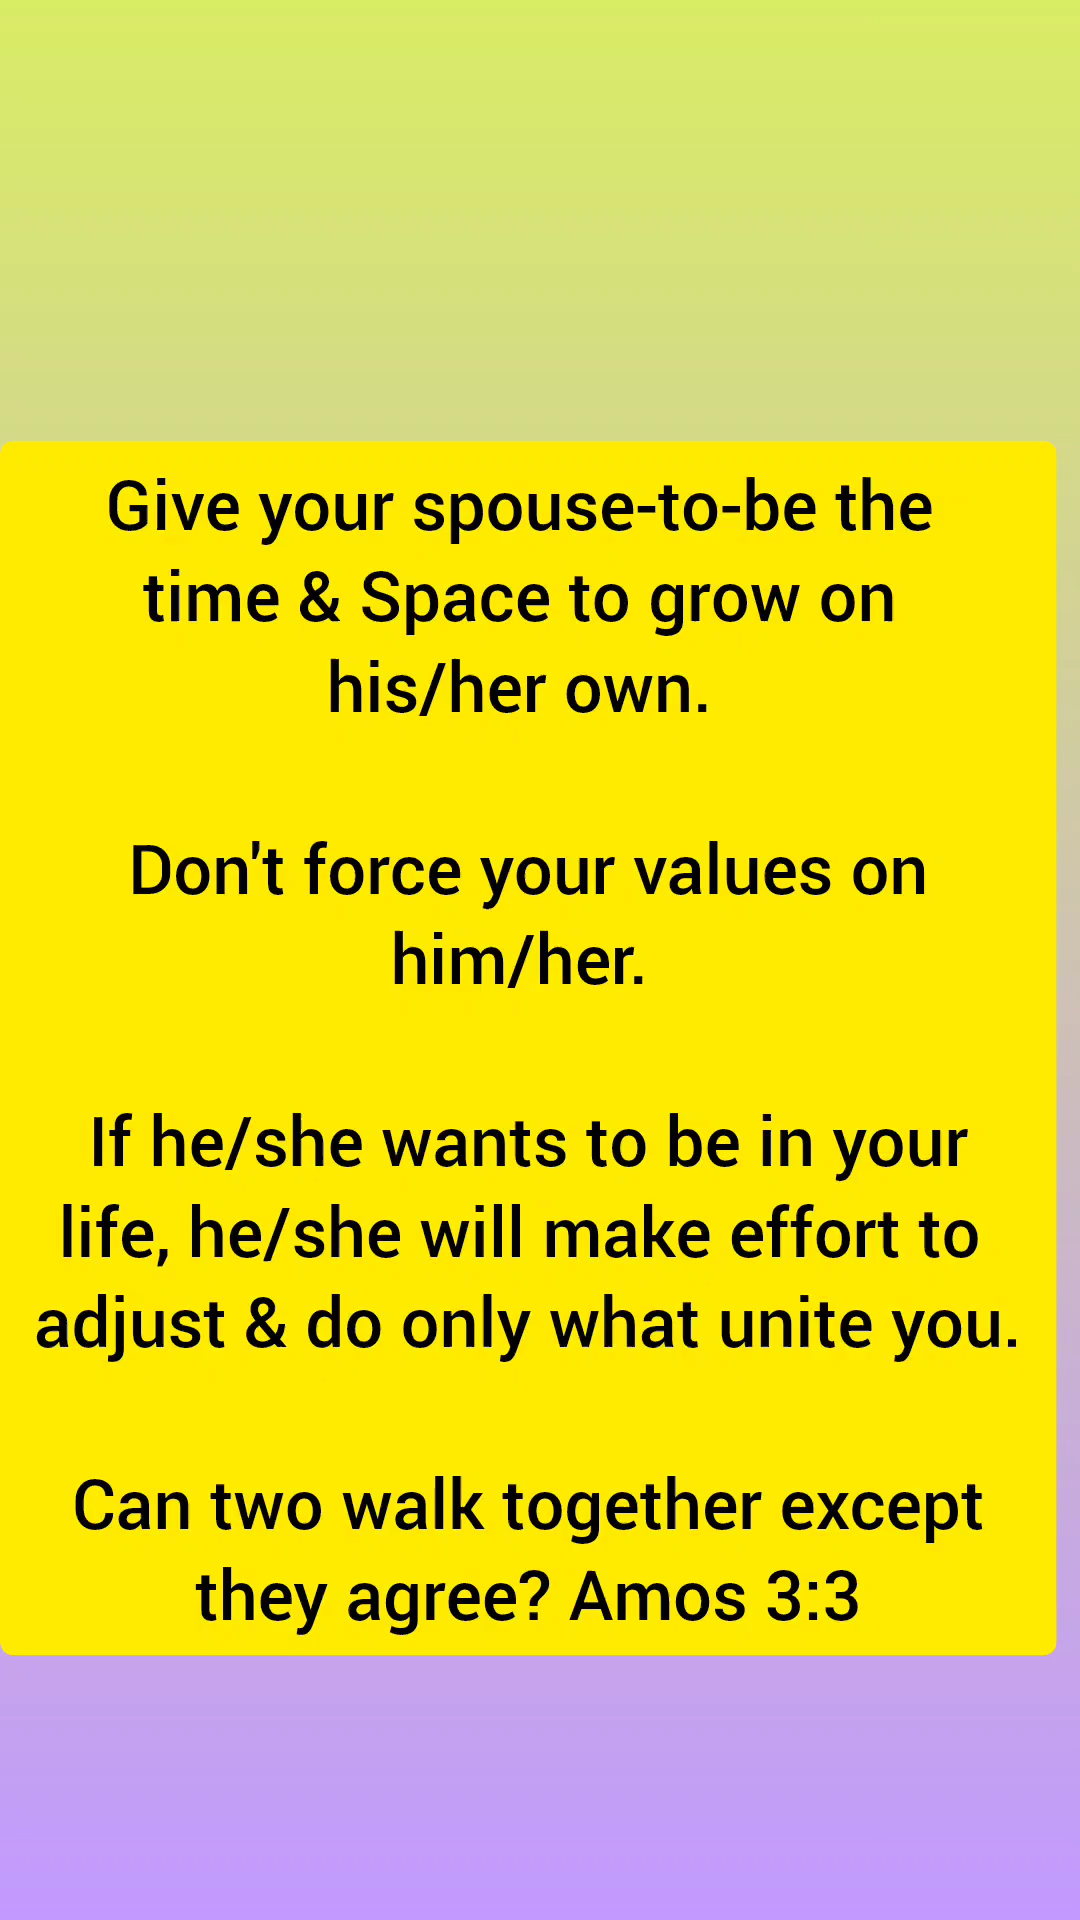 Give your spouse-to-be the
time & Space to grow on
his/her own.
Don't force your values on
him/her.
If he/she wants to be in your
life, he/she will make effort to
adjust & do only what unite you.
Can two walk together except
they agree? Amos 3:3